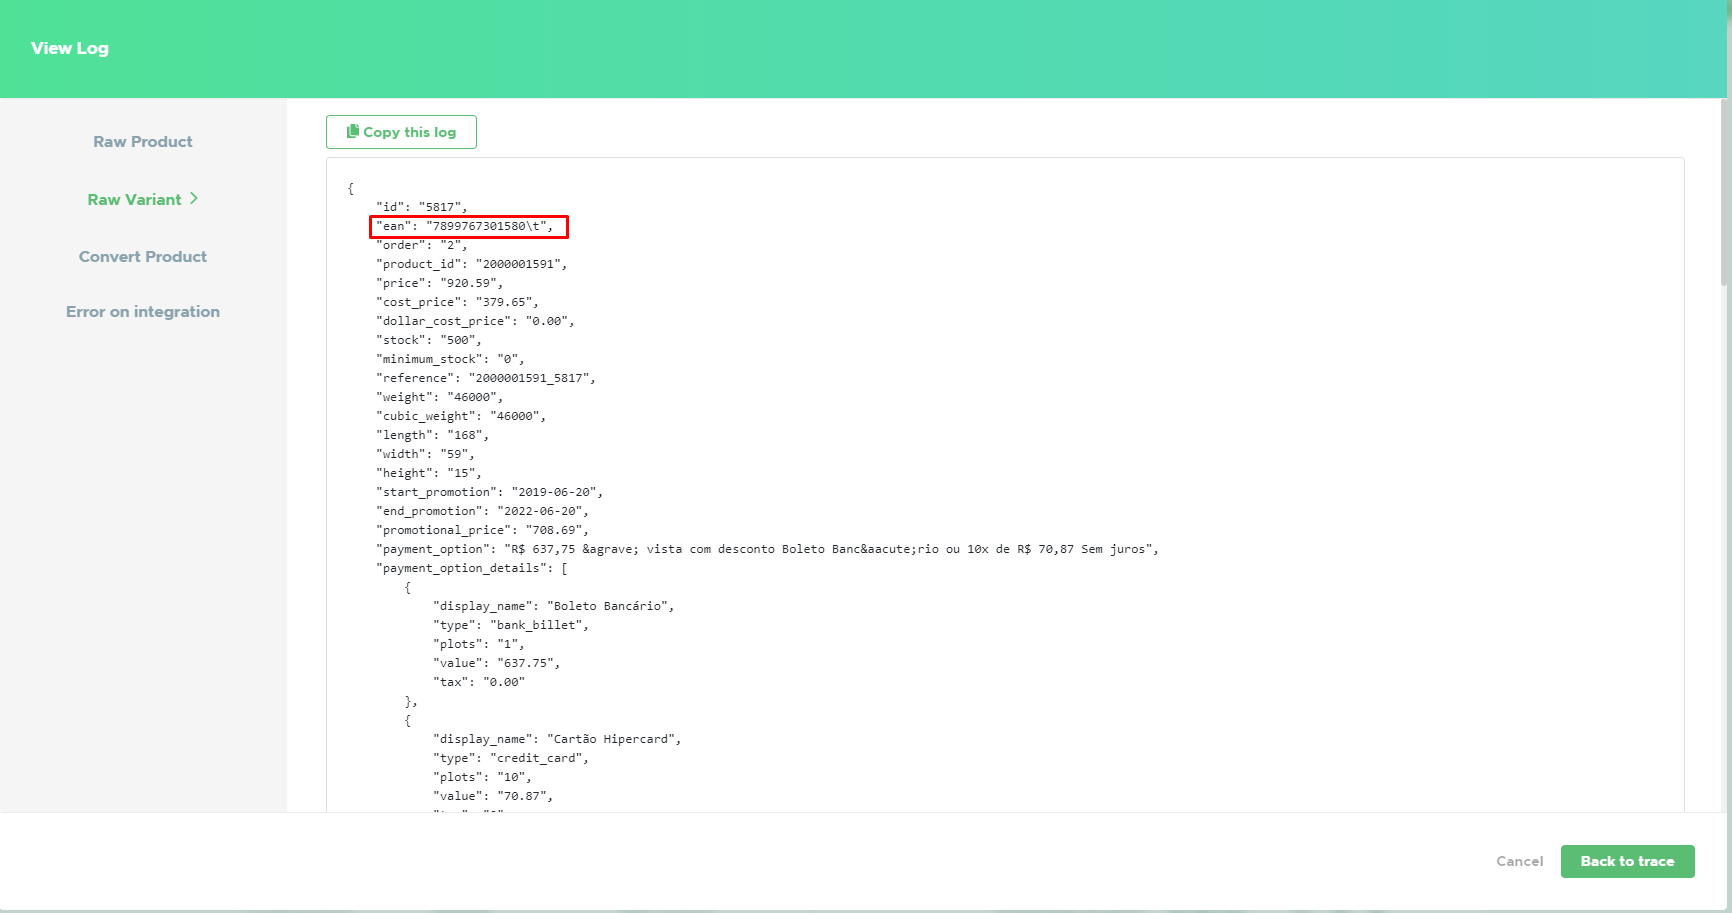 View Log
Raw Product
Raw Variant
Convert Product
Error on integration
Copy this log
{
"id": "5817",
"ean": "7899767301580\t",
"order": "2",
"product_id": "2000001591",
"price": "920.59",
"cost_price": "379.65",
"dollar_cost_price": "0.00",
"stock": "500",
"minimum_stock": "0",
"reference": "2000001591_5817",
"weight": "46000",
"cubic_weight": "46000",
"length": "168",
"width": "59",
"height": "15",
"start_promotion": "2019-06-20",
"end_promotion": "2022-06-20",
"promotional_price": "708.69",
"payment_option": "R$ 637,75 &agrave; vista com desconto Boleto Banc&aacute;rio ou 10x de R$ 70,87 Sem juros",
"payment_option_details": [
{
"display_name": "Boleto Bancário",
"type": "bank_billet",
"plots": "1",
"value": "637.75",
"tax": "0.00"
},
{
"display_name": "Cartão Hipercard",
"type": "credit_card",
"plots": "10",
"value": "70.87",
Cancel
Back to trace